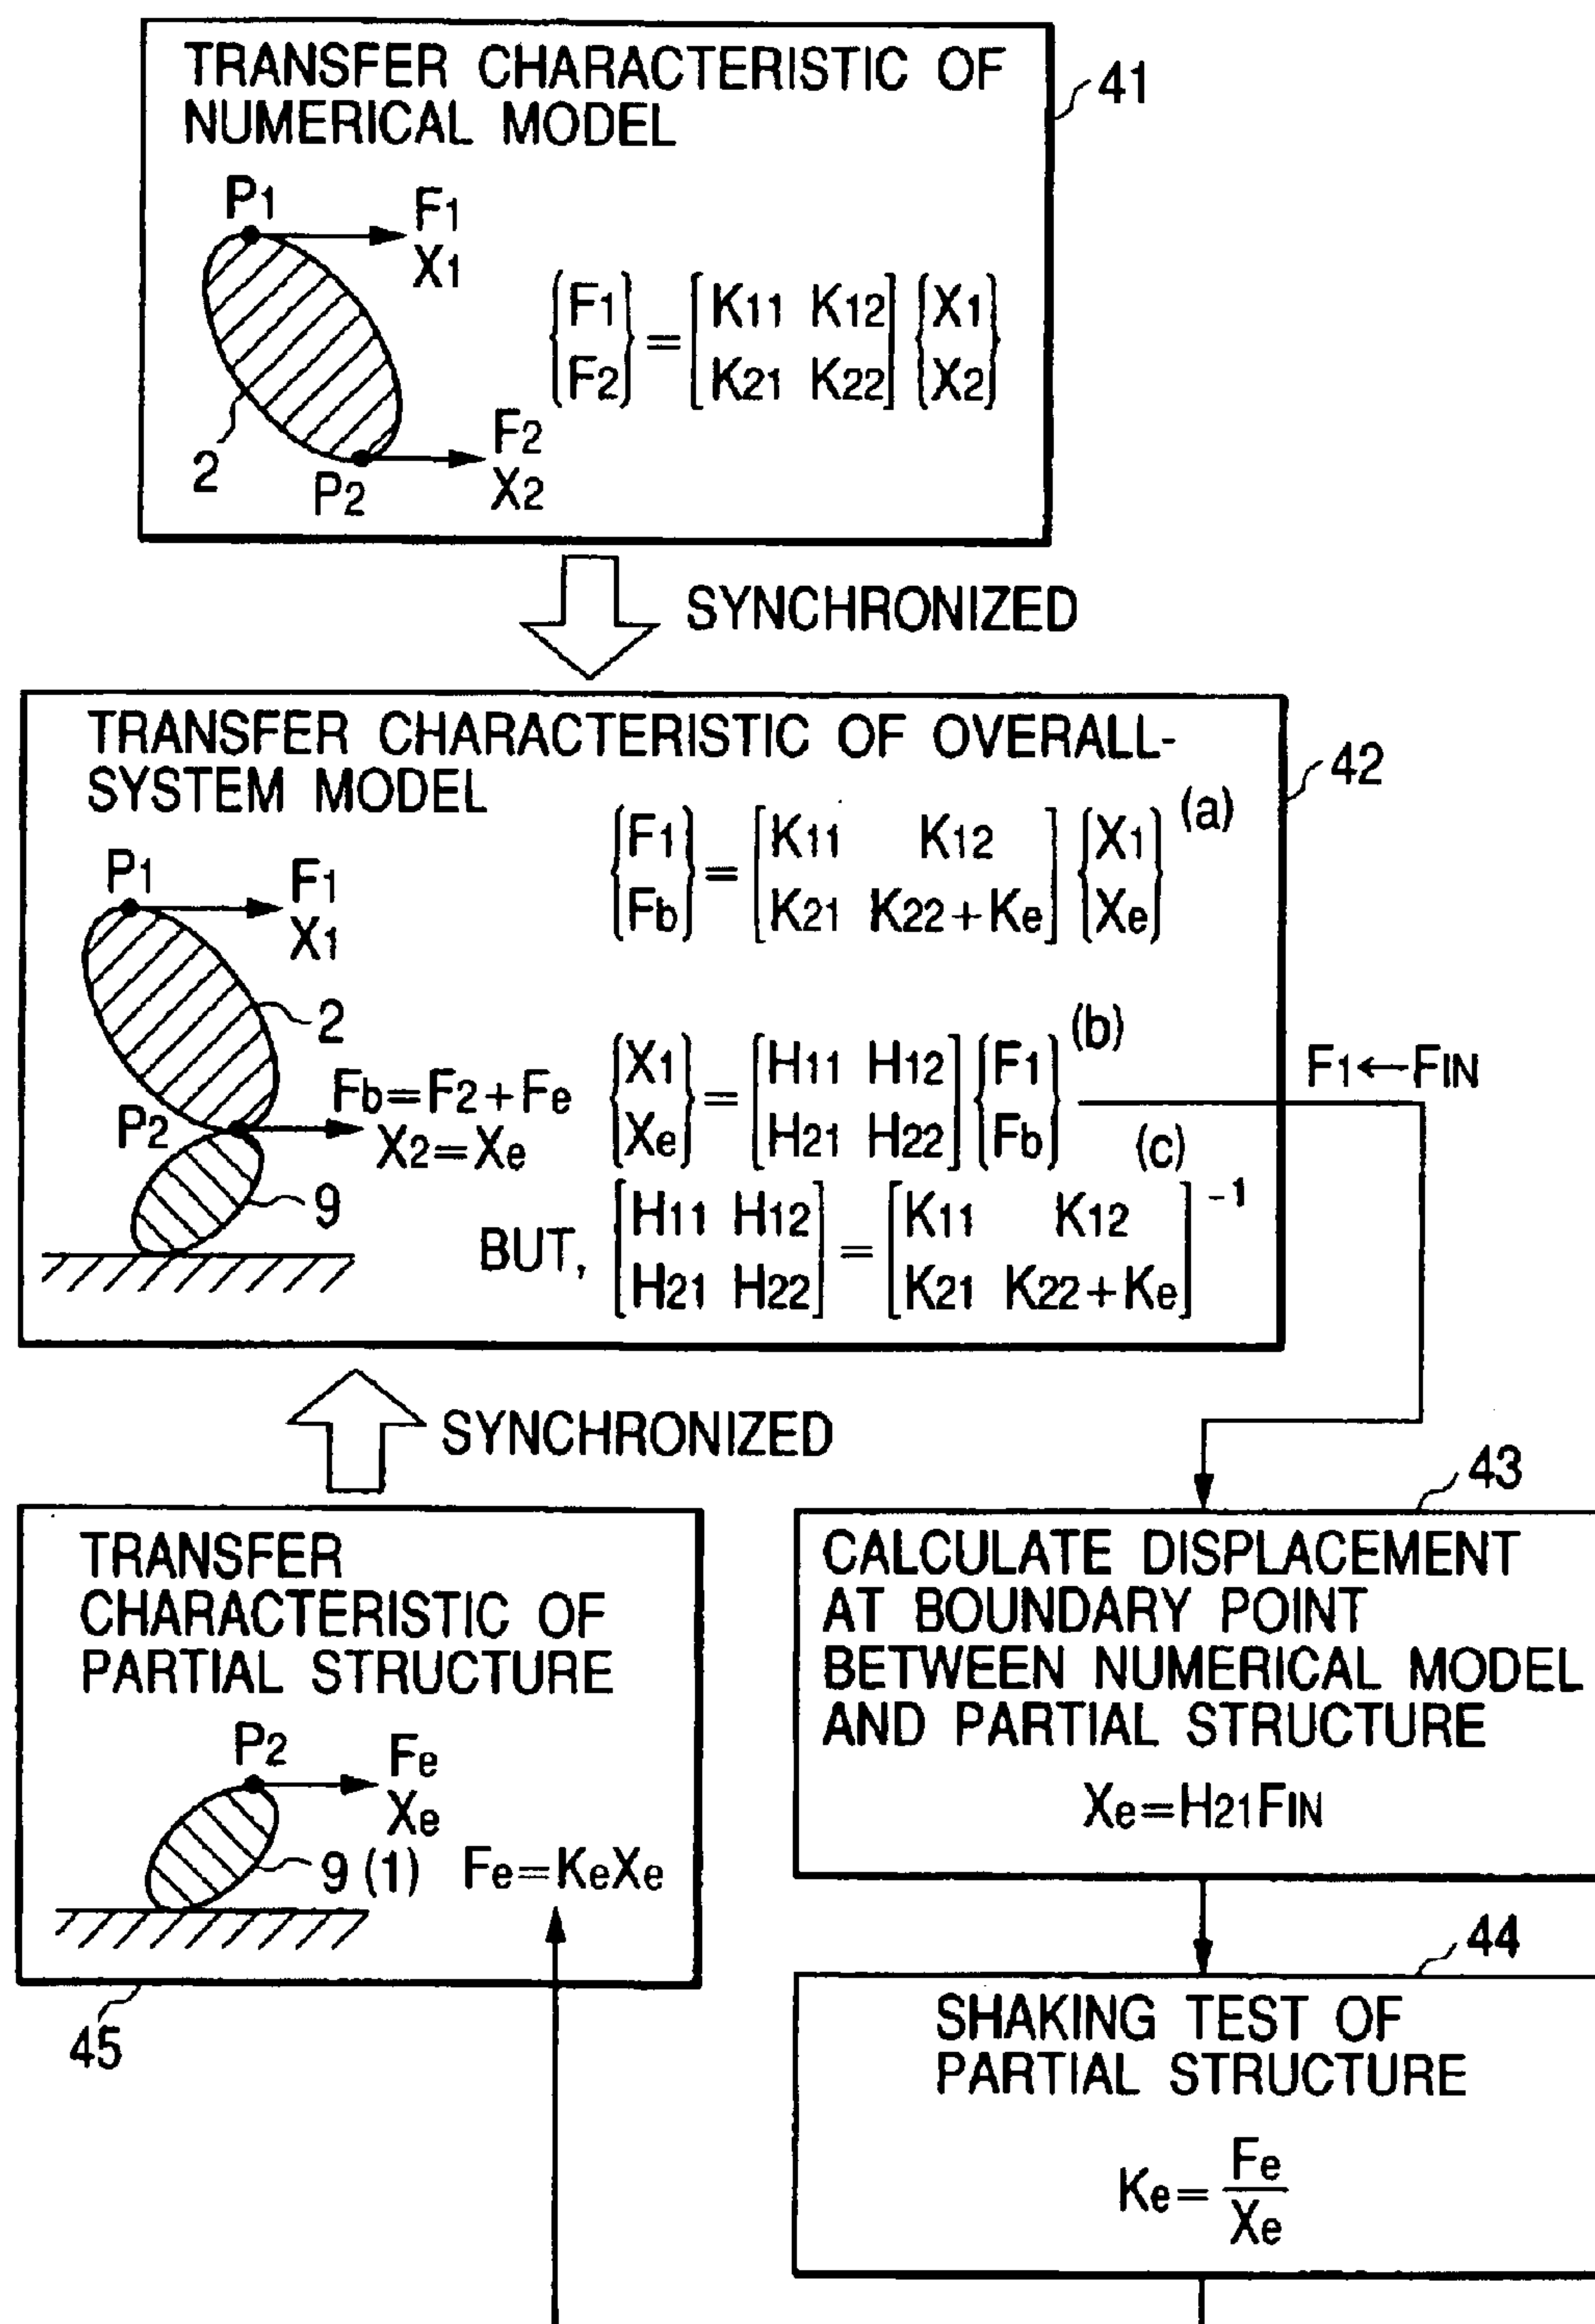 TRANSFER CHARACTERISTIC OF
NUMERICAL MODEL
41
P1
F1
X1
{F1 F2} = [K11 K12 K21 K22] {X1 X2}
2
F2
X2
P2
SYNCHRONIZED
TRANSFER CHARACTERISTIC OF OVERALL-
SYSTEM MODEL
42
{F1 Fb} = [K11 K12 K21 K22+Ke] {X1 Xe} (a)
P1
F1
X1
2
Fb=F2+Fe
P2
X2=Xe
9
{X1 Xe} = [H11 H12 H21 H22] {F1 Fb} (b)
(c)
BUT, [H11 H12 H21 H22] = [K11 K12 K21 K22+Ke] -1
F1←FIN
SYNCHRONIZED
TRANSFER
CHARACTERISTIC OF
PARTIAL STRUCTURE
P2
Fe
Xe
9 (1)
Fe=KeXe
45
43
CALCULATE DISPLACEMENT
AT BOUNDARY POINT
BETWEEN NUMERICAL MODEL
AND PARTIAL STRUCTURE
Xe=H21FIN
44
SHAKING TEST OF
PARTIAL STRUCTURE
Ke= Fe/Xe